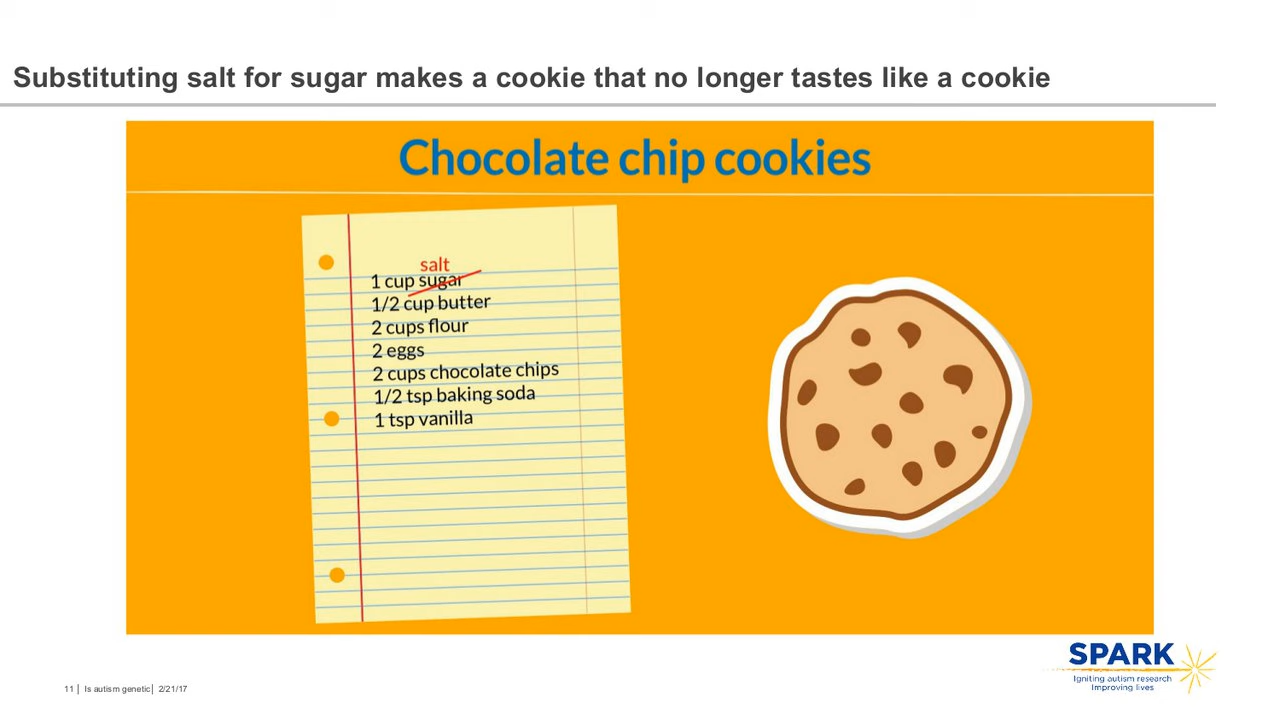 Substituting salt for sugar makes a cookie that no longer tastes like a cookie
Chocolate chip cookies
salt
1 cup sugar
1/2 cup butter
2 cups flour
2 eggs
2 cups chocolate chips
1/2 tsp baking soda
1 tsp vanilla
SPARK
Igniting autism research
Improving lives
11 | Is autism genetic | 2/21/17